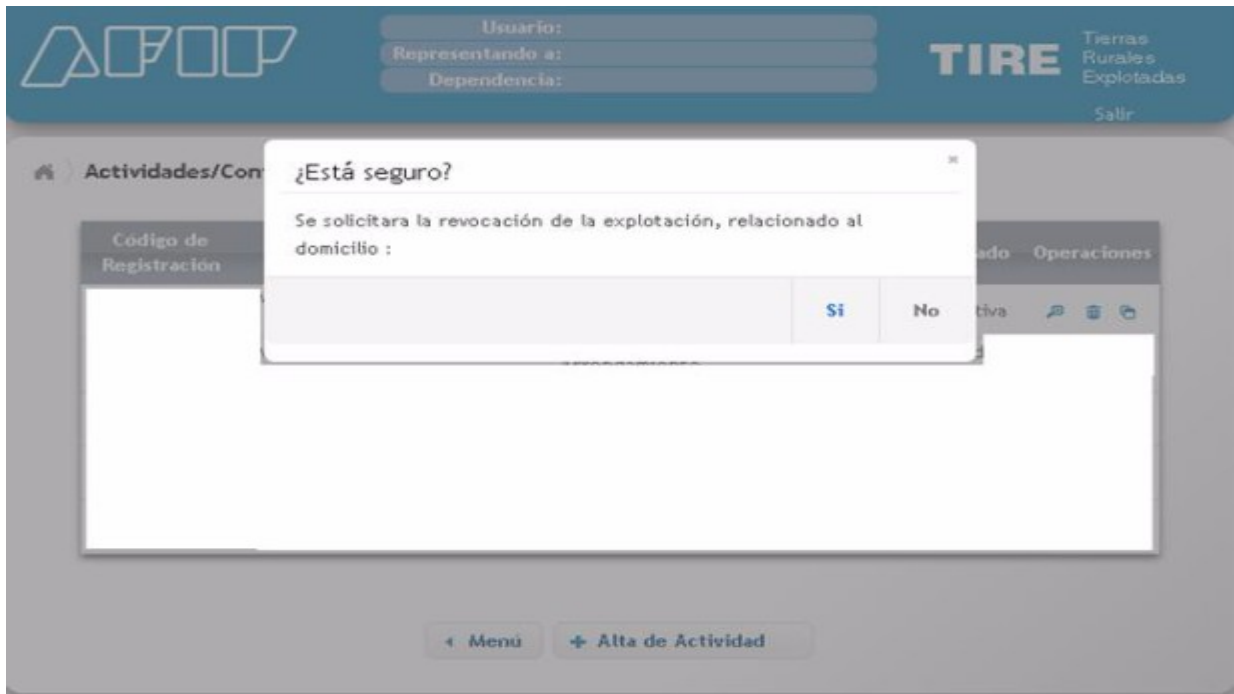 AFIP
Usuario:
Representando a:
Dependencia:
TIRE
Tierras
Rurales
Explotadas
Salir
Actividades/Con
¿Está seguro?
Se solicitara la revocación de la explotación, relacionado al
domicilio :
Si
No
Código de
Registración
ado
Operaciones
tiva
Menú
Alta de Actividad